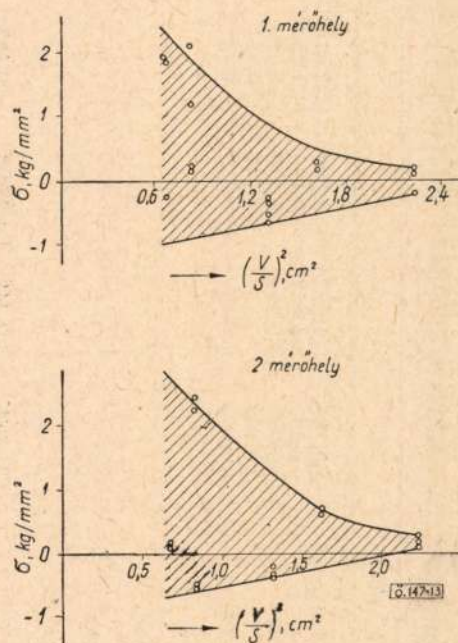 1. mérőhely
2
1
0
-1
σ, kg/mm²
0,6 1,2 1,8 2,4
(V/S)², cm²
2 mérőhely
2
1
0
-1
σ, kg/mm²
0,5 1,0 1,5 2,0
(V/S)², cm²
Ö.147-13